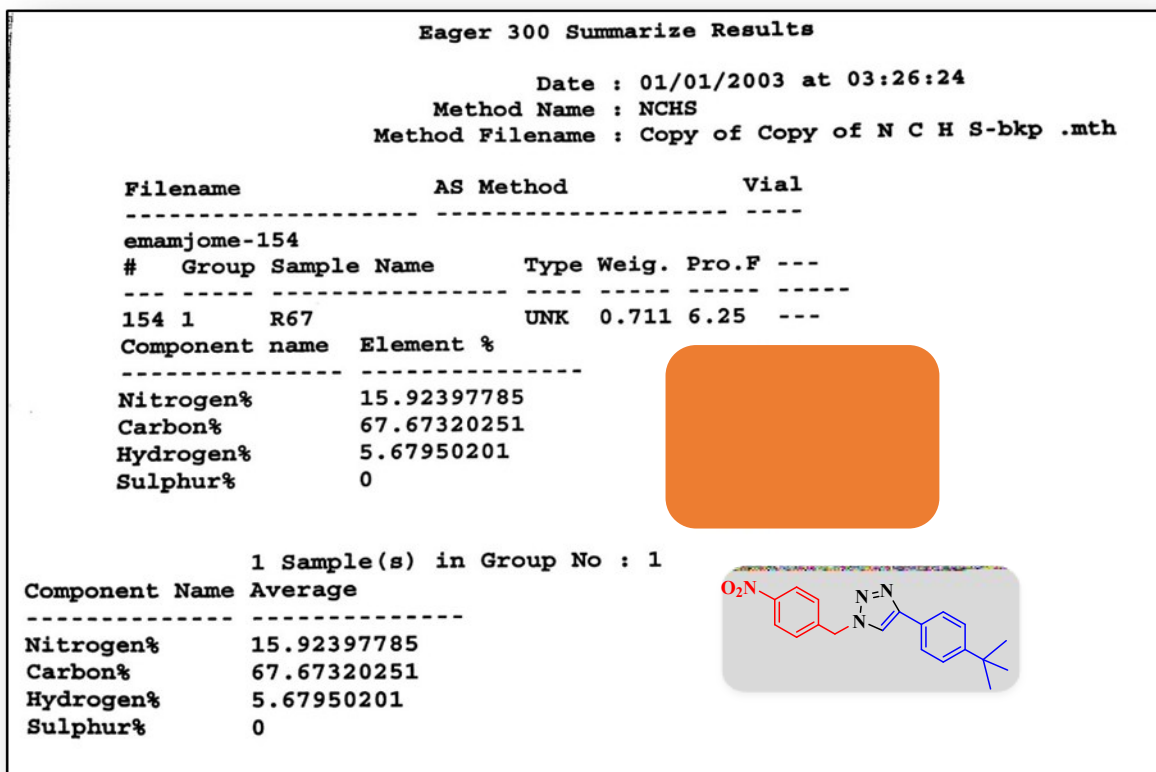 Eager 300 Summarize Results
Date : 01/01/2003 at 03:26:24
Method Name : NCHS
Method Filename : Copy of Copy of N C H S-bkp .mth
Filename AS Method Vial
-------------------- -------------------- ----
emamjome-154
# Group Sample Name Type Weig. Pro.F ---
--- ----- ---------------- ---- ----- ----- -----
154 1 R67 UNK 0.711 6.25 ---
Component name Element %
--------------- ---------------
Nitrogen% 15.92397785
Carbon% 67.67320251
Hydrogen% 5.67950201
Sulphur% 0
1 Sample(s) in Group No : 1
Component Name Average
-------------- --------------
Nitrogen% 15.92397785
Carbon% 67.67320251
Hydrogen% 5.67950201
Sulphur% 0
O₂N
N=N
N